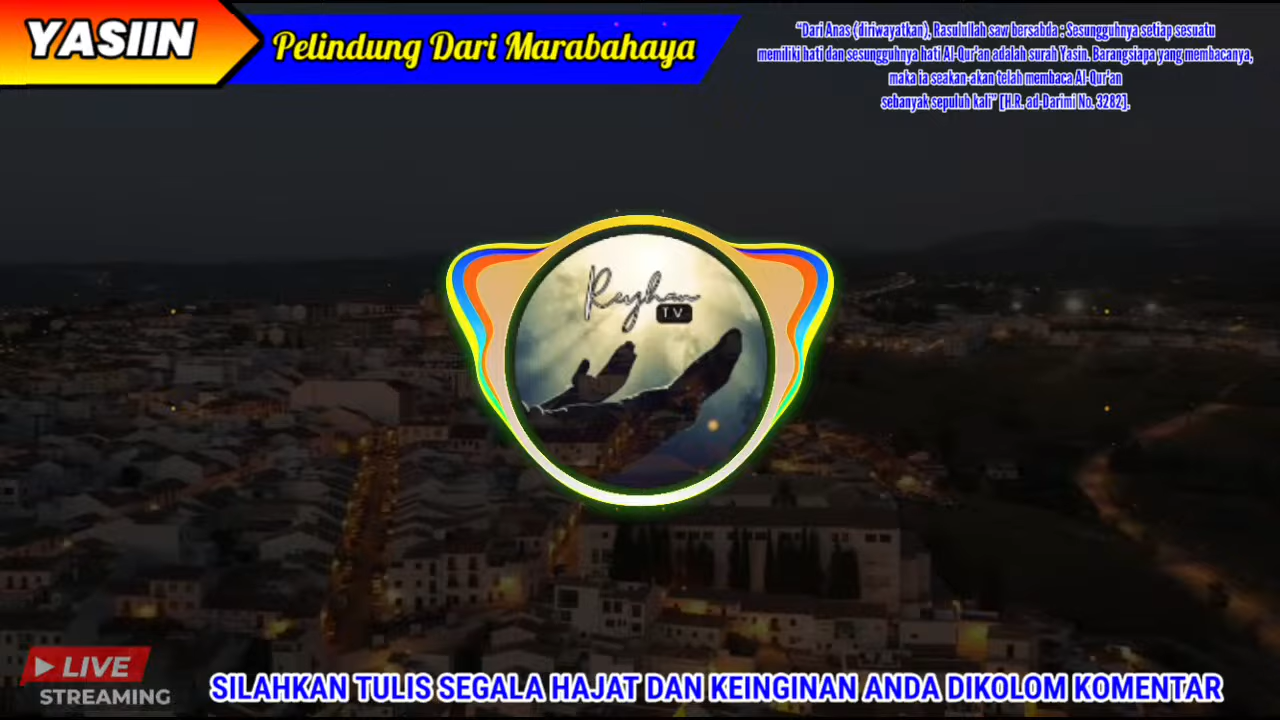 YASIIN
Pelindung Dari Marabahaya
“Dari Anas (diriwayatkan), Rasulullah saw bersabda : Sesungguhnya setiap sesuatu
memiliki hati dan sesungguhnya hati Al-Qur’an adalah surah Yasin. Barangsiapa yang membacanya,
maka ia seakan-akan telah membaca Al-Qur’an
sebanyak sepuluh kali” [H.R. ad-Darimi No. 3282].
Reyhan
TV
LIVE
STREAMING
SILAHKAN TULIS SEGALA HAJAT DAN KEINGINAN ANDA DIKOLOM KOMENTAR